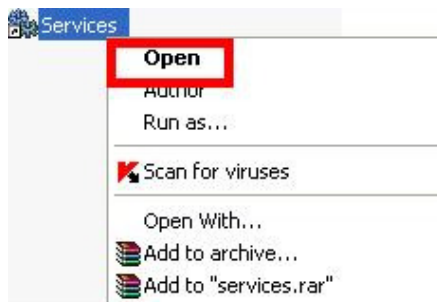 Services
Open
Author
Run as...
Scan for viruses
Open With...
Add to archive...
Add to "services.rar"